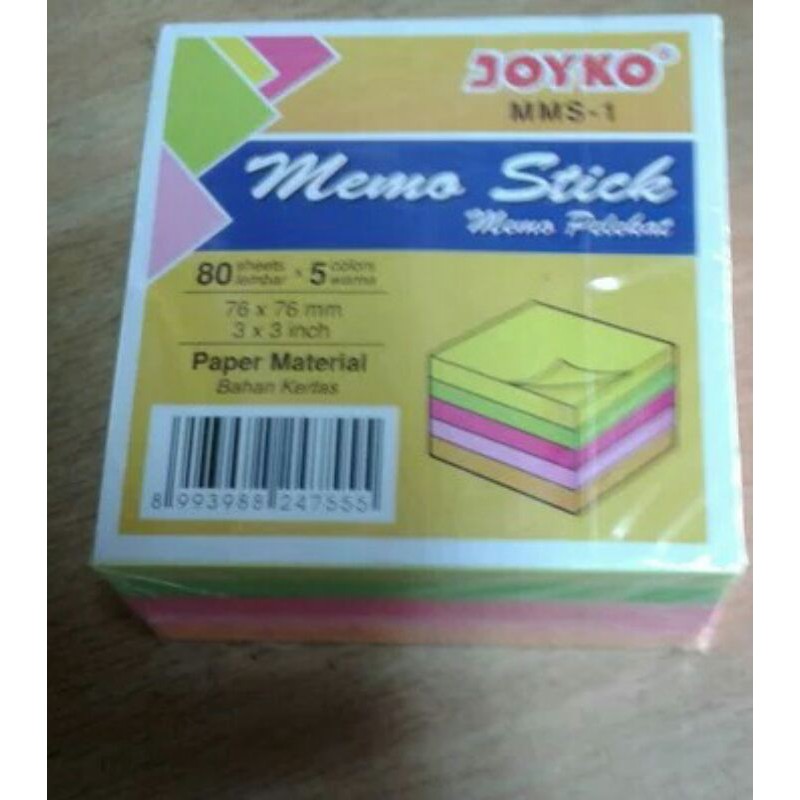 JOYKO®
MMS-1
Memo Stick
Memo Pelekat
80 sheets lembar x 5 colors warna
76 x 76 mm
3 x 3 inch
Paper Material
Bahan Kertas
8 993988 247555